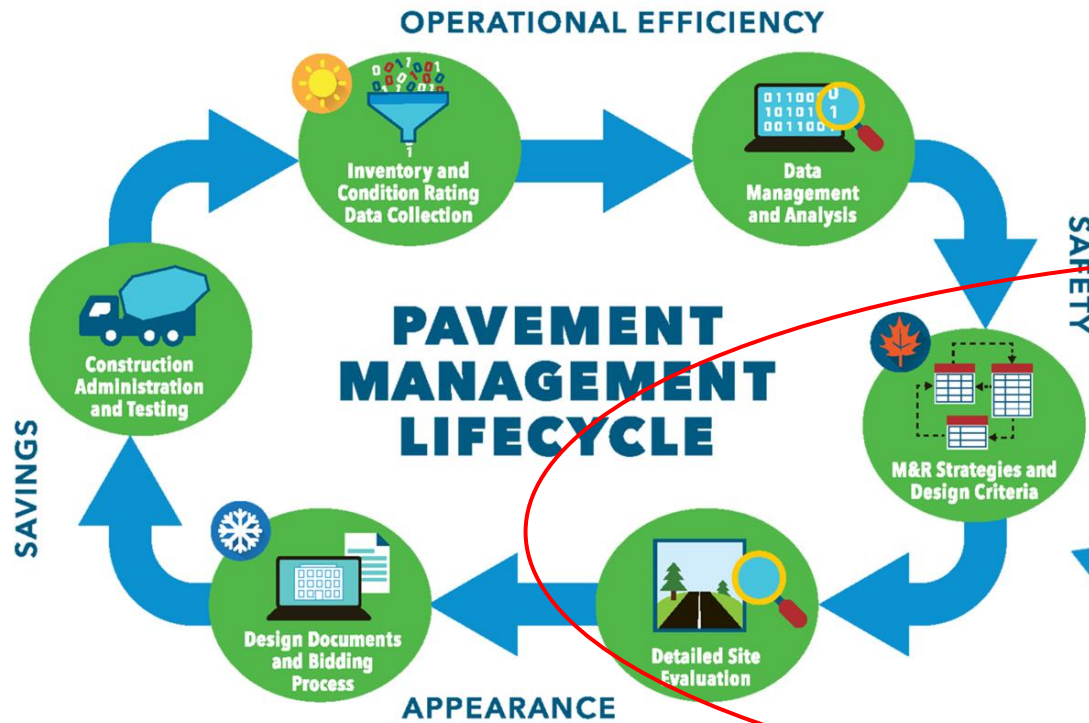 OPERATIONAL EFFICIENCY
Inventory and
Condition Rating
Data Collection
Data
Management
and Analysis
SAFETY
PAVEMENT
MANAGEMENT
LIFECYCLE
Construction
Administration
and Testing
M&R Strategies and
Design Criteria
SAVINGS
Design Documents
and Bidding
Process
Detailed Site
Evaluation
APPEARANCE